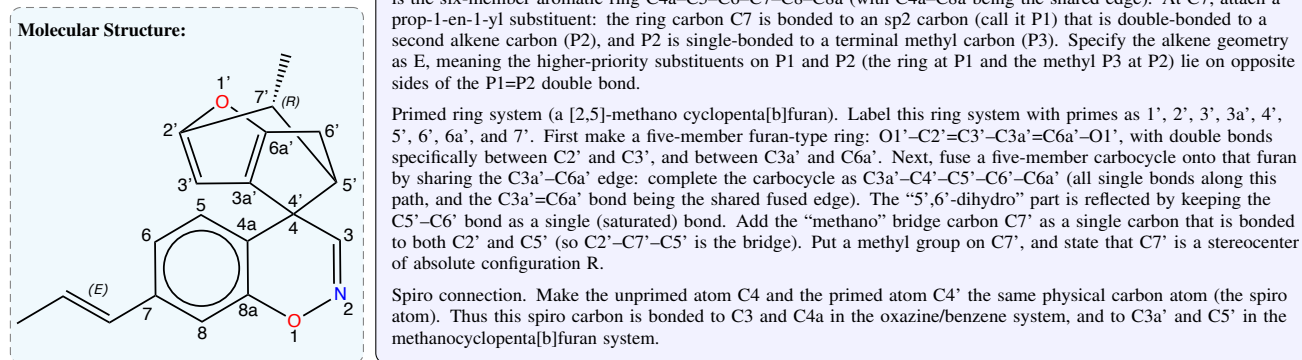 Molecular Structure:
1'
O
7'
(R)
2'
6'
6a'
3'
3a'
5'
4'
5
4a
4
3
6
(E)
N
2
7
8a
O
8
1
is the six-member aromatic ring C4a–C5–C6–C7–C8–C8a (with C4a–C8a being the shared edge). At C7, attach a
prop-1-en-1-yl substituent: the ring carbon C7 is bonded to an sp2 carbon (call it P1) that is double-bonded to a
second alkene carbon (P2), and P2 is single-bonded to a terminal methyl carbon (P3). Specify the alkene geometry
as E, meaning the higher-priority substituents on P1 and P2 (the ring at P1 and the methyl P3 at P2) lie on opposite
sides of the P1=P2 double bond.
Primed ring system (a [2,5]-methano cyclopenta[b]furan). Label this ring system with primes as 1’, 2’, 3’, 3a’, 4’,
5’, 6’, 6a’, and 7’. First make a five-member furan-type ring: O1’–C2’=C3’–C3a’=C6a’–O1’, with double bonds
specifically between C2’ and C3’, and between C3a’ and C6a’. Next, fuse a five-member carbocycle onto that furan
by sharing the C3a’–C6a’ edge: complete the carbocycle as C3a’–C4’–C5’–C6’–C6a’ (all single bonds along this
path, and the C3a’=C6a’ bond being the shared fused edge). The “5’,6’-dihydro” part is reflected by keeping the
C5’–C6’ bond as a single (saturated) bond. Add the “methano” bridge carbon C7’ as a single carbon that is bonded
to both C2’ and C5’ (so C2’–C7’–C5’ is the bridge). Put a methyl group on C7’, and state that C7’ is a stereocenter
of absolute configuration R.
Spiro connection. Make the unprimed atom C4 and the primed atom C4’ the same physical carbon atom (the spiro
atom). Thus this spiro carbon is bonded to C3 and C4a in the oxazine/benzene system, and to C3a’ and C5’ in the
methanocyclopenta[b]furan system.